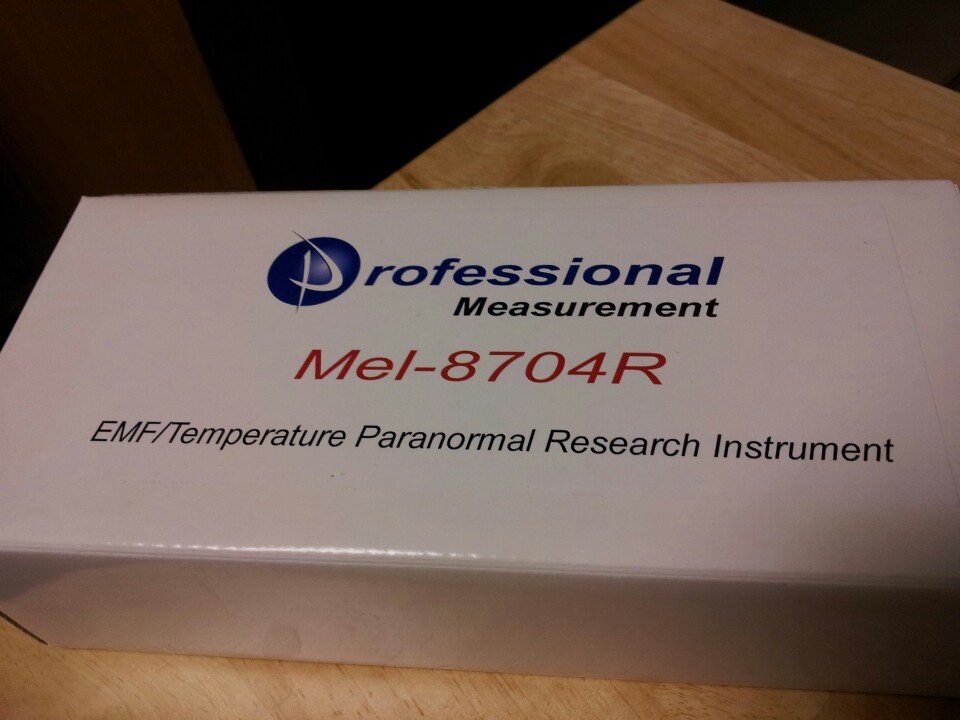 Professional
Measurement
Mel-8704R
EMF/Temperature Paranormal Research Instrument